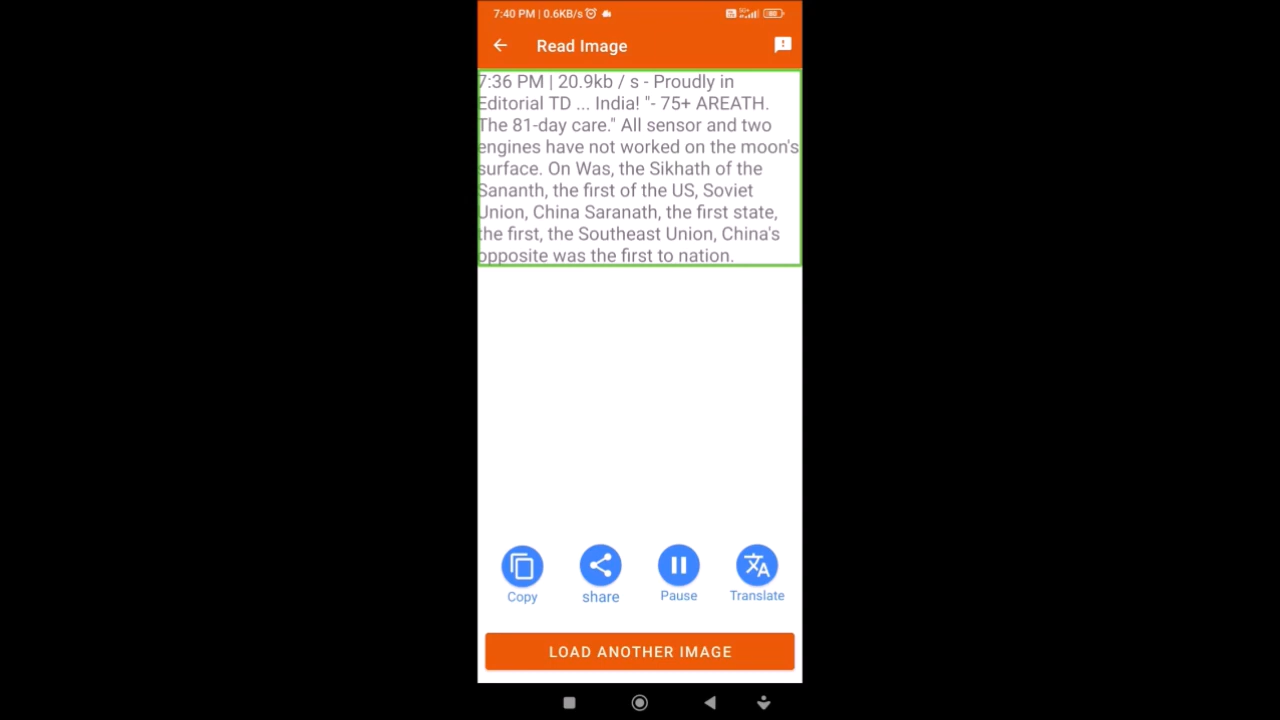 7:40 PM | 0.6KB/s
Read Image
7:36 PM | 20.9kb / s - Proudly in
Editorial TD ... India! "- 75+ AREATH.
The 81-day care." All sensor and two
engines have not worked on the moon's
surface. On Was, the Sikhath of the
Sananth, the first of the US, Soviet
Union, China Saranath, the first state,
the first, the Southeast Union, China's
opposite was the first to nation.
Copy share Pause Translate
LOAD ANOTHER IMAGE